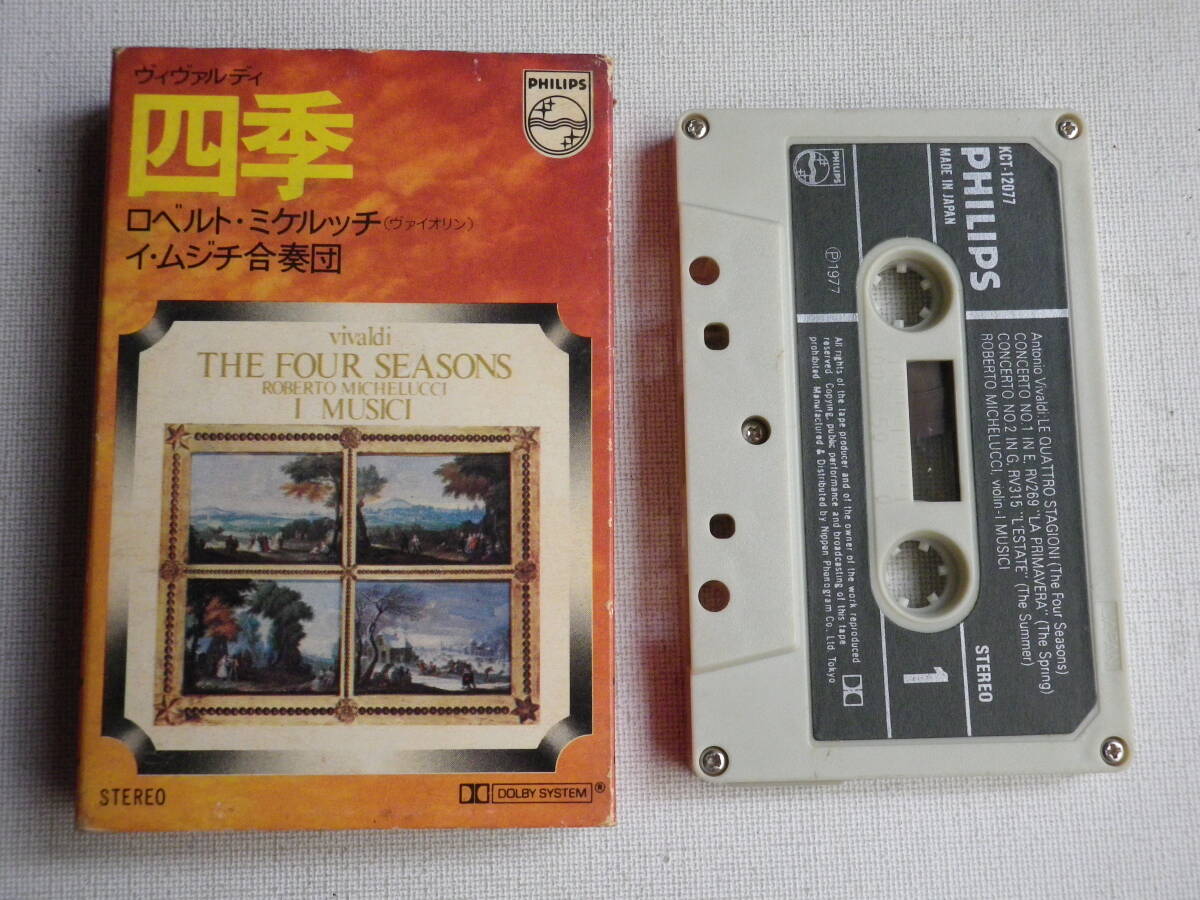 ヴィヴァルディ
四季
ロベルト・ミケルッチ(ヴァイオリン)
イ・ムジチ合奏団
PHILIPS
vivaldi
THE FOUR SEASONS
ROBERTO MICHELUCCI
I MUSICI
STEREO
DOLBY SYSTEM®
KCT-12077
PHILIPS
MADE IN JAPAN
PHILIPS
Ⓟ1977
Antonio Vivaldi: LE QUATTRO STAGIONI (The Four Seasons)
CONCERTO NO.1 IN E, RV269 "LA PRIMAVERA" (The Spring)
CONCERTO NO.2 IN G, RV315 "L'ESTATE" (The Summer)
ROBERTO MICHELUCCI, violin·I MUSICI
STEREO
1
All rights of the tape producer and of the owner of the work reproduced
reserved. Copying, public performance and broadcasting of this tape
prohibited. Manufactured & Distributed by Nippon Phonogram Co., Ltd. Tokyo